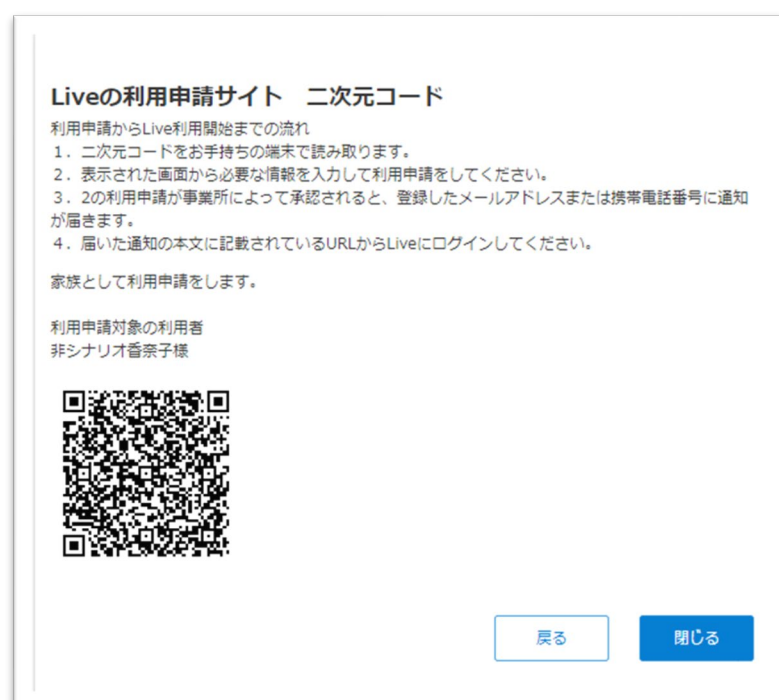 Liveの利用申請サイト　二次元コード
利用申請からLive利用開始までの流れ
1．二次元コードをお手持ちの端末で読み取ります。
2．表示された画面から必要な情報を入力して利用申請をしてください。
3．2の利用申請が事業所によって承認されると、登録したメールアドレスまたは携帯電話番号に通知
が届きます。
4．届いた通知の本文に記載されているURLからLiveにログインしてください。
家族として利用申請をします。
利用申請対象の利用者
非シナリオ香奈子様
戻る
閉じる